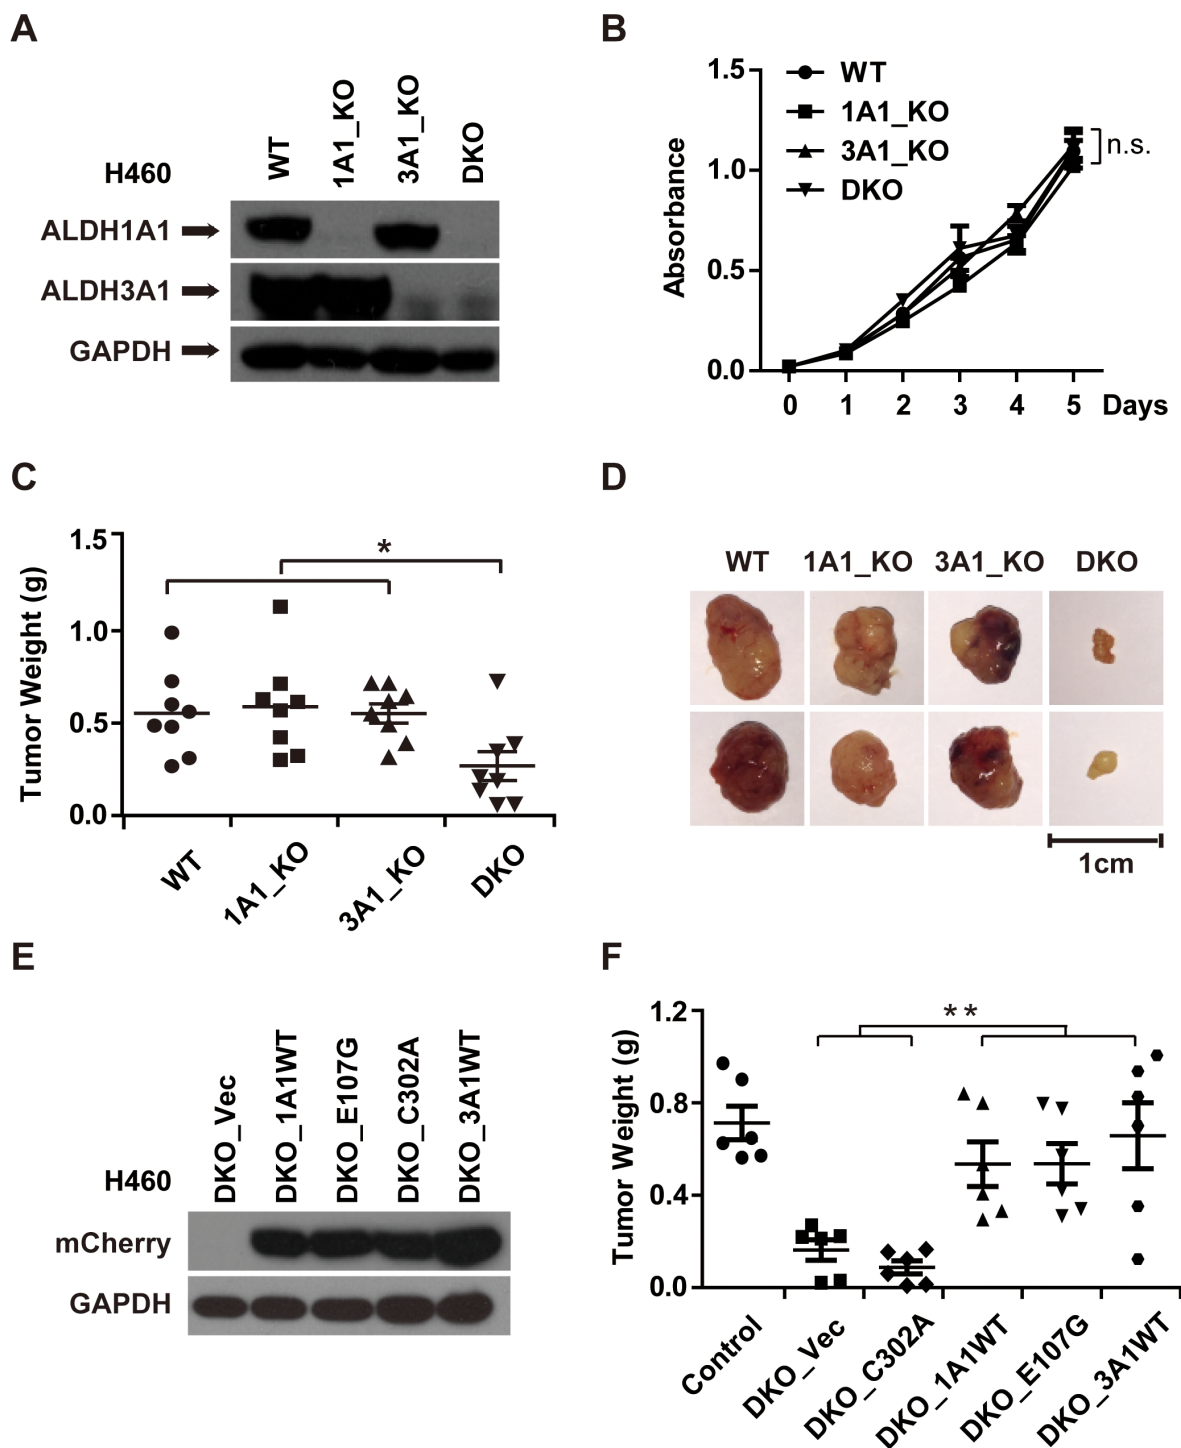 A
WT
1A1_KO
3A1_KO
DKO
H460
ALDH1A1
ALDH3A1
GAPDH
B
1.5
1.0
0.5
0.0
Absorbance
WT
1A1_KO
3A1_KO
DKO
n.s.
0 1 2 3 4 5 Days
C
1.5
1.0
0.5
0.0
Tumor Weight (g)
*
WT
1A1_KO
3A1_KO
DKO
D
WT 1A1_KO 3A1_KO DKO
1cm
E
DKO_Vec
DKO_1A1WT
DKO_E107G
DKO_C302A
DKO_3A1WT
H460
mCherry
GAPDH
F
1.2
0.8
0.4
0.0
Tumor Weight (g)
**
Control
DKO_Vec
DKO_C302A
DKO_1A1WT
DKO_E107G
DKO_3A1WT